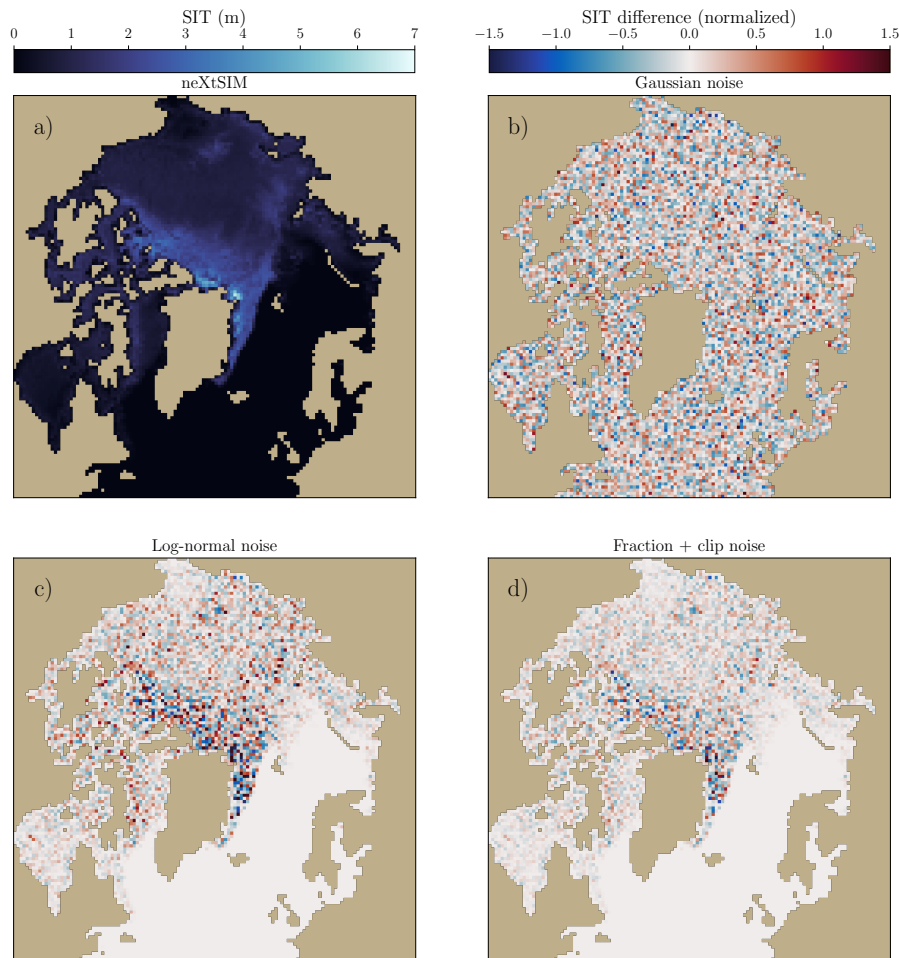 SIT (m)
0 1 2 3 4 5 6 7
neXtSIM
a)
SIT difference (normalized)
−1.5 −1.0 −0.5 0.0 0.5 1.0 1.5
Gaussian noise
b)
Log-normal noise
c)
Fraction + clip noise
d)